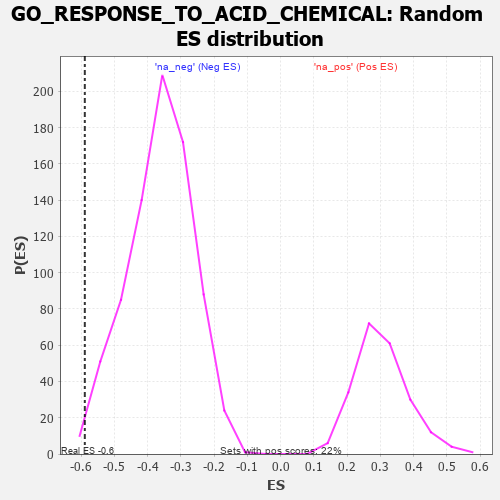 GO_RESPONSE_TO_ACID_CHEMICAL: Random
ES distribution
'na_neg' (Neg ES)
'na_pos' (Pos ES)
200
180
160
140
120
100
80
60
40
20
0
P(ES)
Real ES -0.6
Sets with pos scores: 22%
-0.6 -0.5 -0.4 -0.3 -0.2 -0.1 0.0 0.1 0.2 0.3 0.4 0.5 0.6
ES